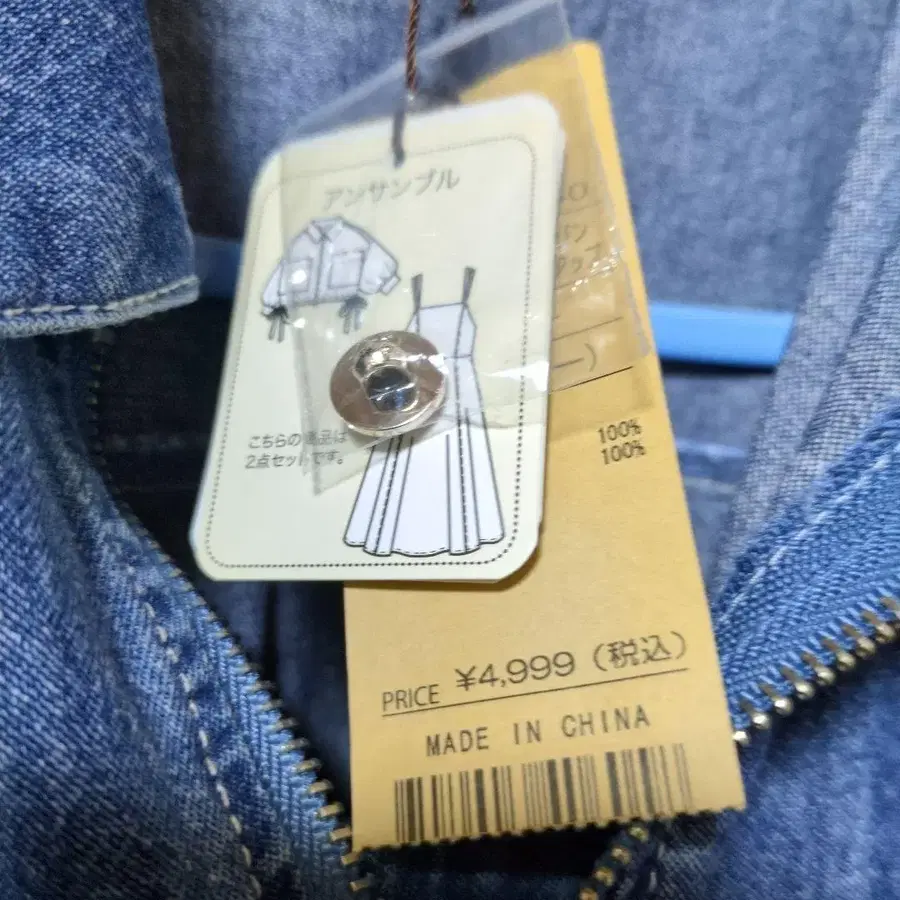 アンサンブル
こちらの商品は
2点セットです。
100%
100%
PRICE ¥4,999（税込）
MADE IN CHINA